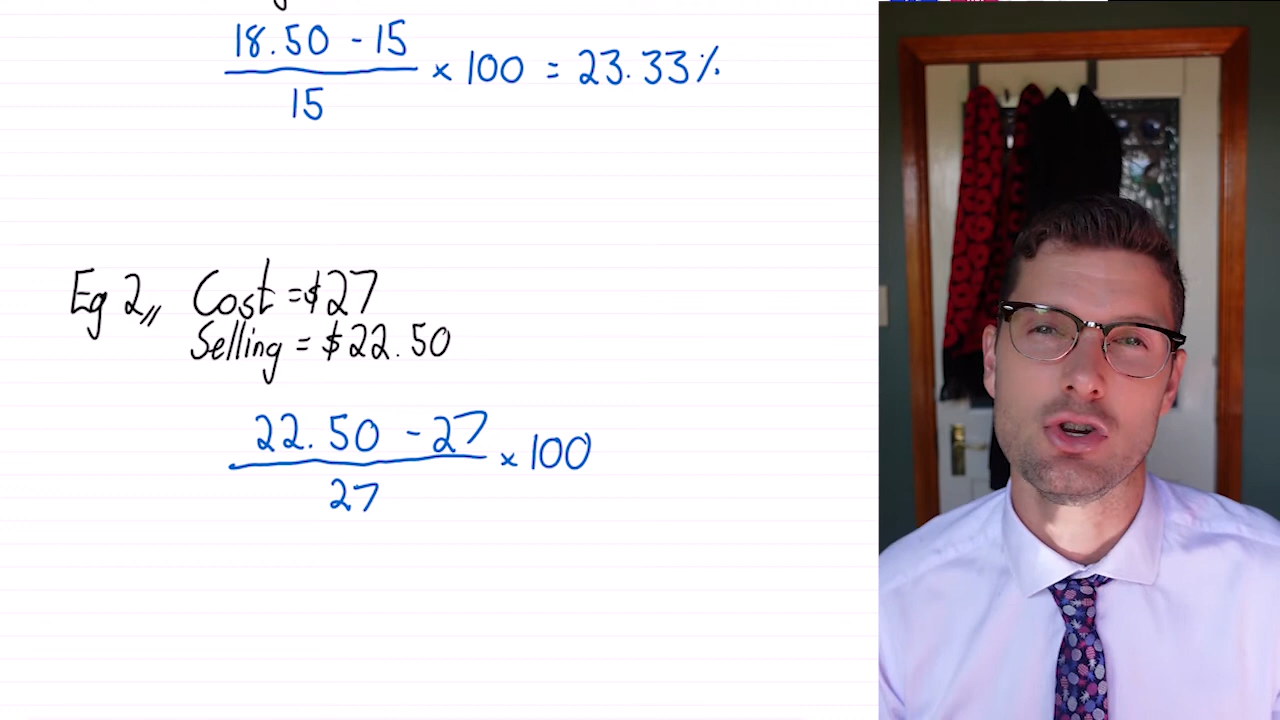 18.50 - 15
15
× 100 = 23.33%
Eg 2,, Cost = $27
Selling = $22.50
22.50 - 27
27
× 100